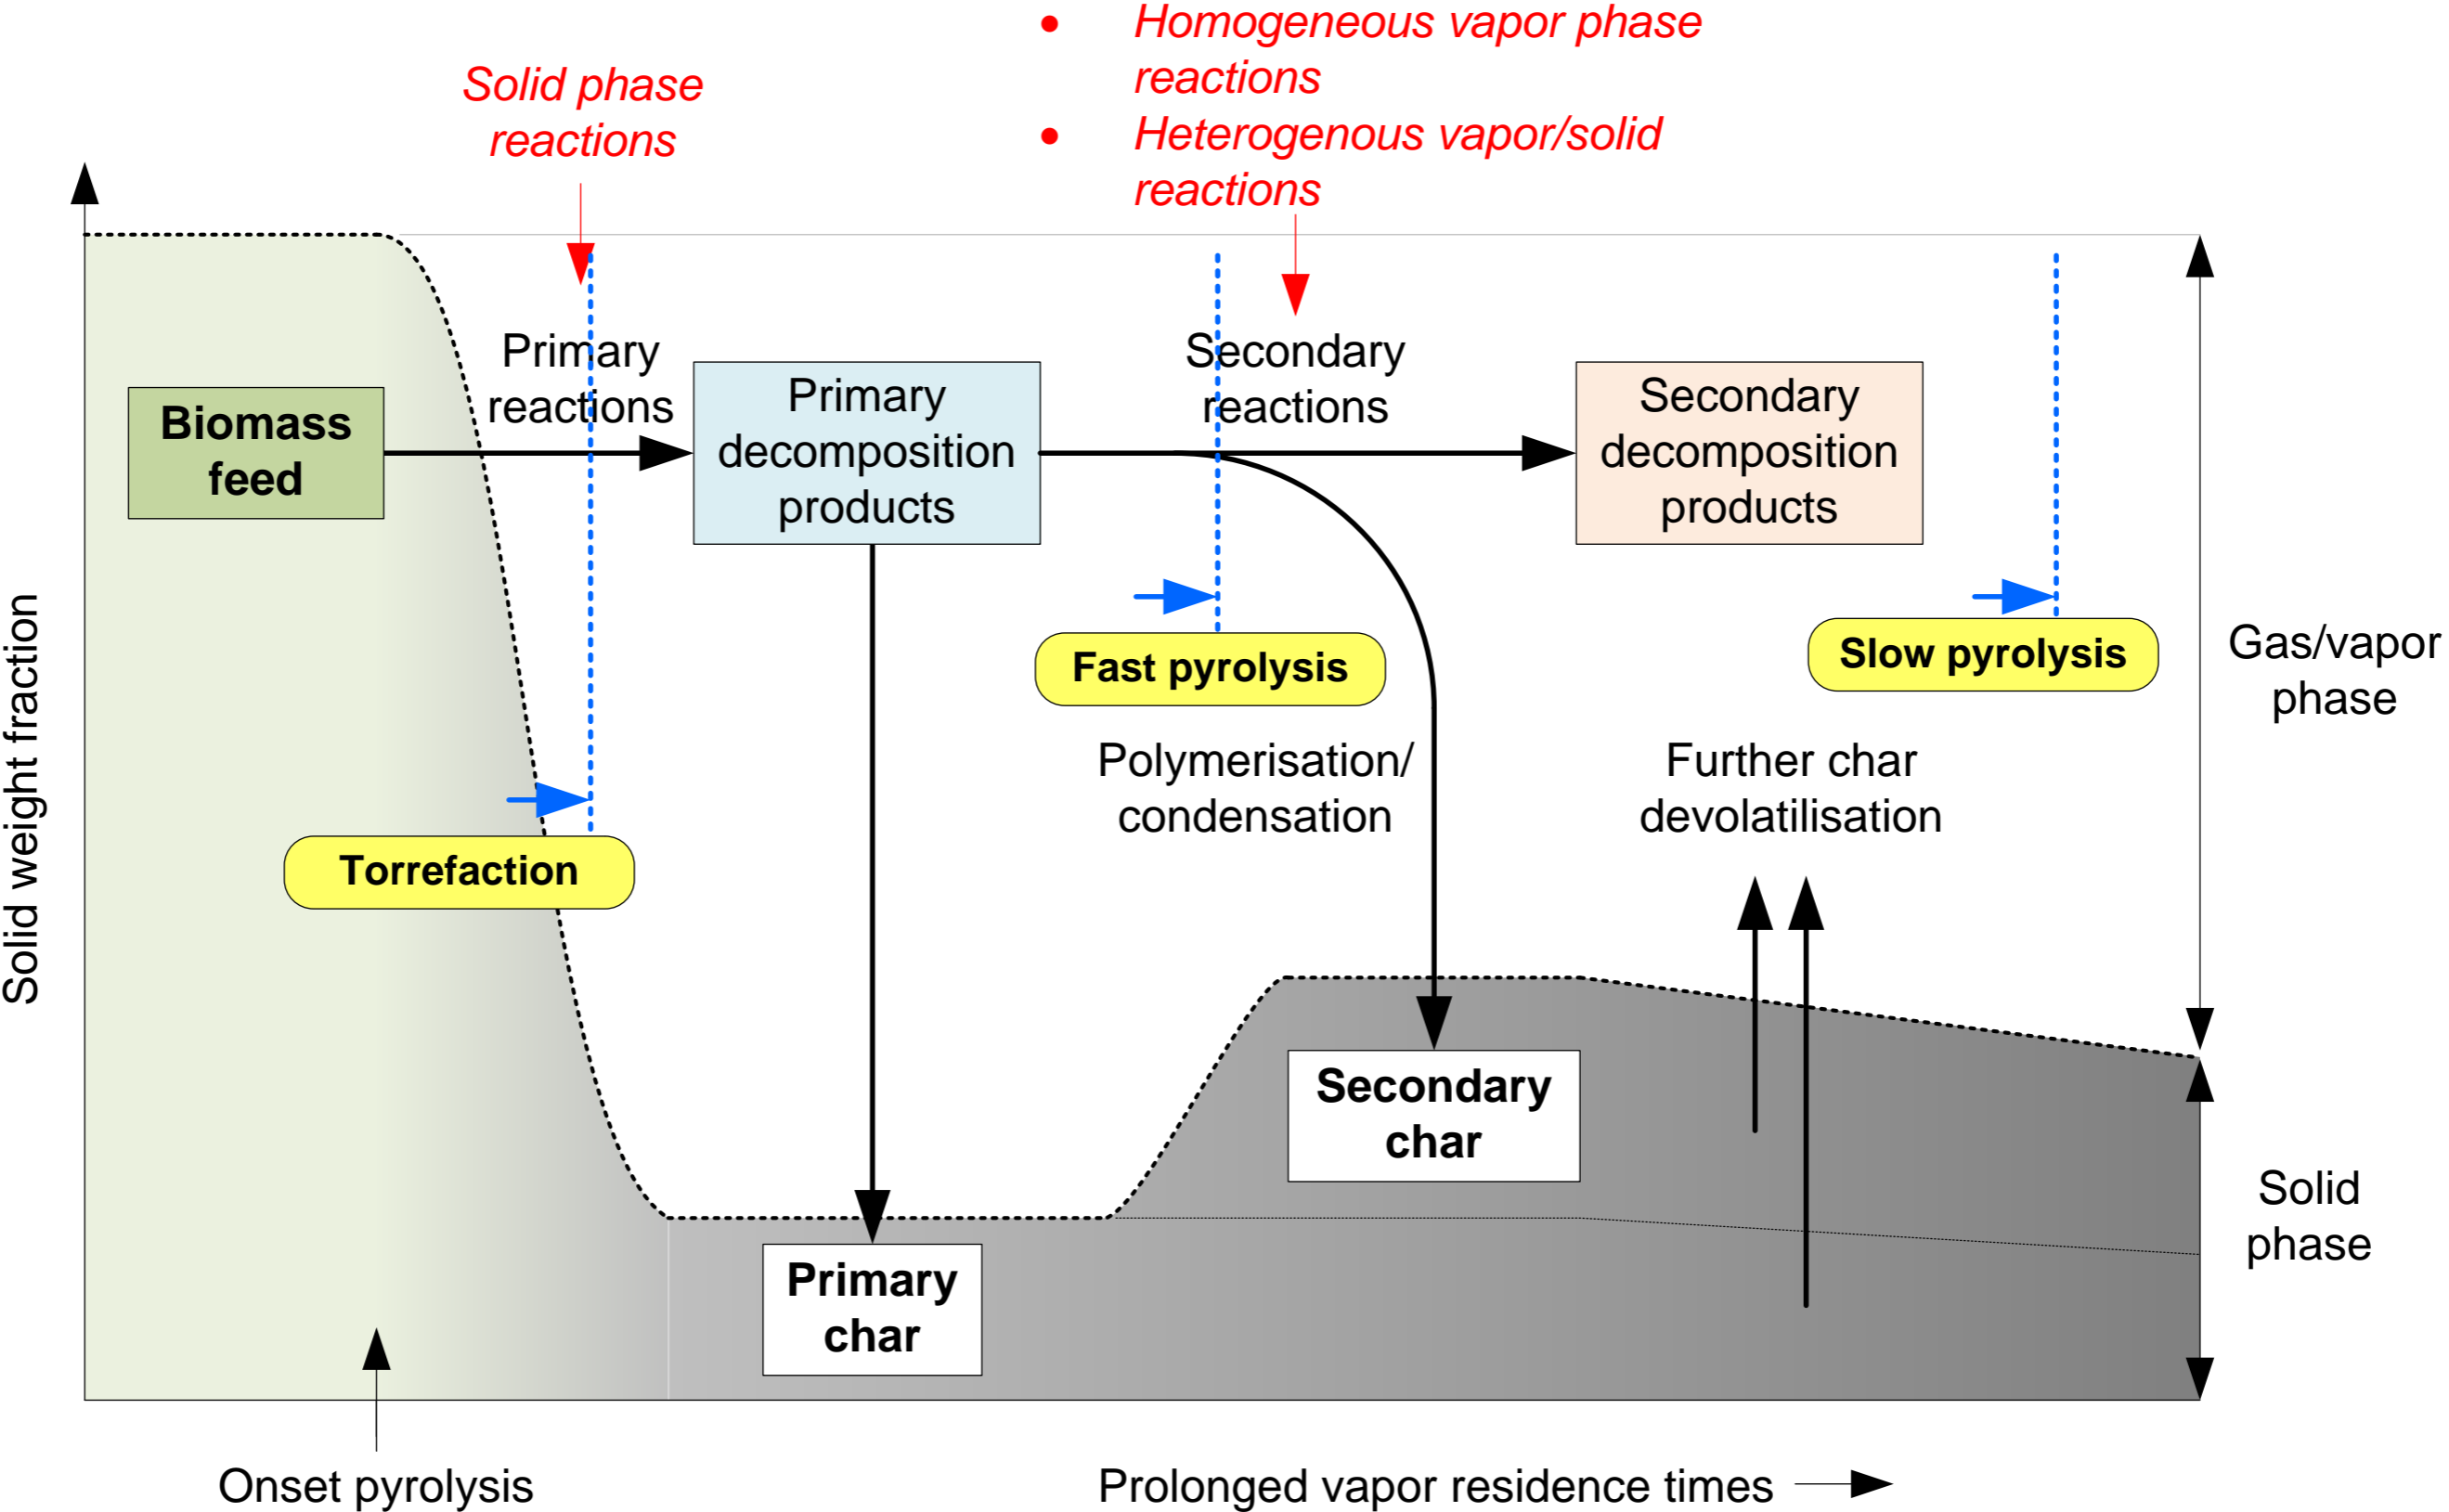 • Homogeneous vapor phase
reactions
• Heterogenous vapor/solid
reactions
Solid phase
reactions
Primary
reactions
Secondary
reactions
Biomass
feed
Primary
decomposition
products
Secondary
decomposition
products
Fast pyrolysis
Slow pyrolysis
Gas/vapor
phase
Solid weight fraction
Polymerisation/
condensation
Further char
devolatilisation
Torrefaction
Secondary
char
Solid
phase
Primary
char
Onset pyrolysis
Prolonged vapor residence times